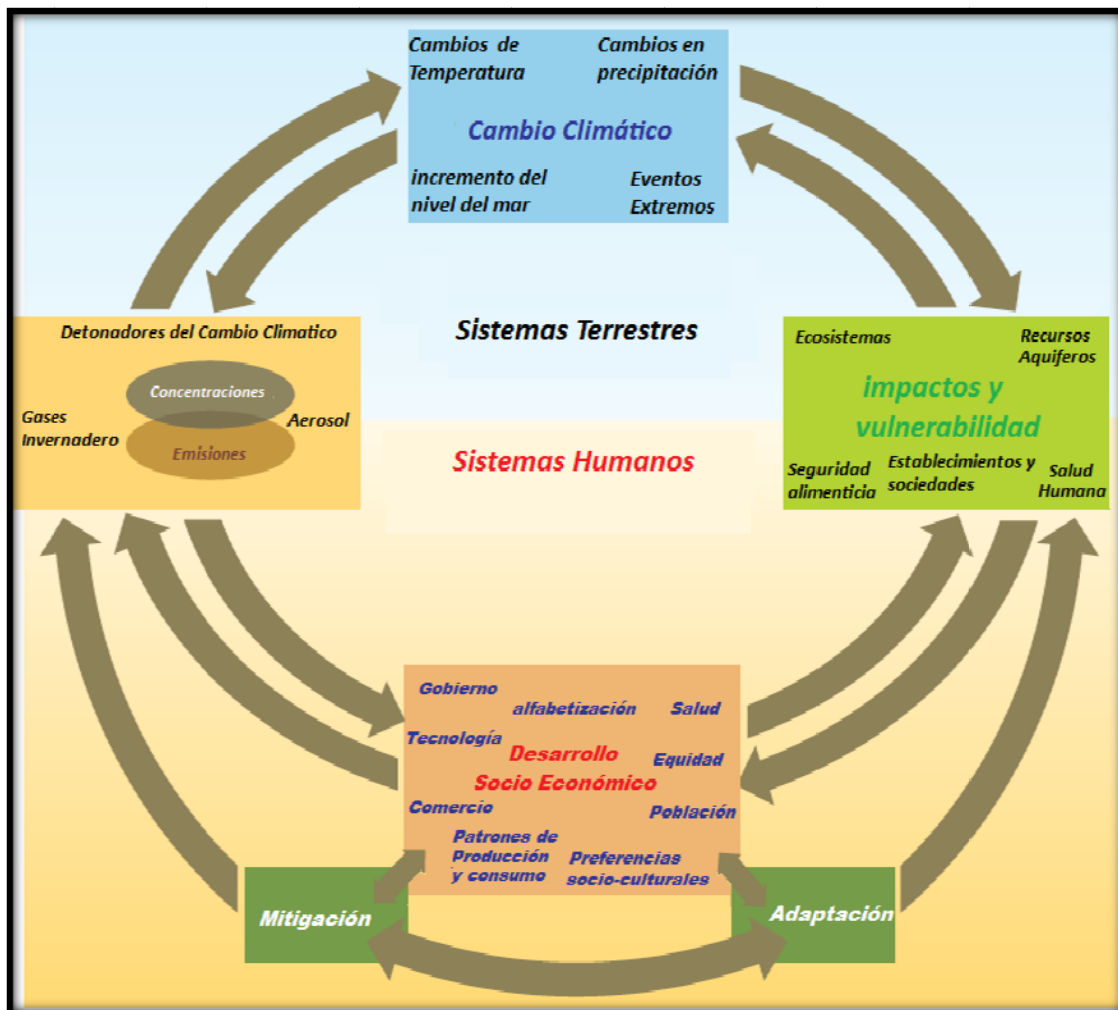 Cambios de
Temperatura
Cambios en
precipitación
Cambio Climático
incremento del
nivel del mar
Eventos
Extremos
Detonadores del Cambio Climatico
Concentraciones
Gases
Invernadero
Aerosol
Emisiones
Sistemas Terrestres
Sistemas Humanos
Ecosistemas
Recursos
Aquiferos
impactos y
vulnerabilidad
Seguridad
alimenticia
Establecimientos y
sociedades
Salud
Humana
Gobierno
alfabetización
Salud
Tecnología
Desarrollo
Socio Económico
Equidad
Comercio
Población
Patrones de
Producción
y consumo
Preferencias
socio-culturales
Mitigación
Adaptación